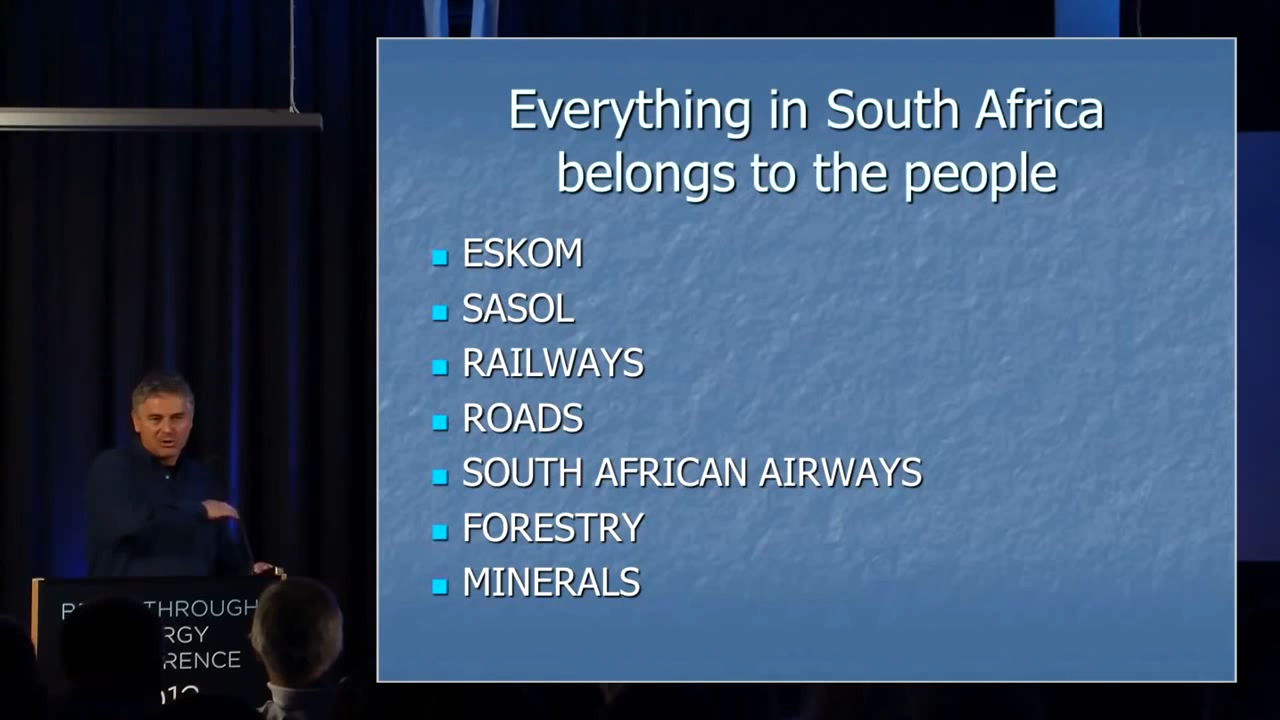 Everything in South Africa
belongs to the people
ESKOM
SASOL
RAILWAYS
ROADS
SOUTH AFRICAN AIRWAYS
FORESTRY
MINERALS